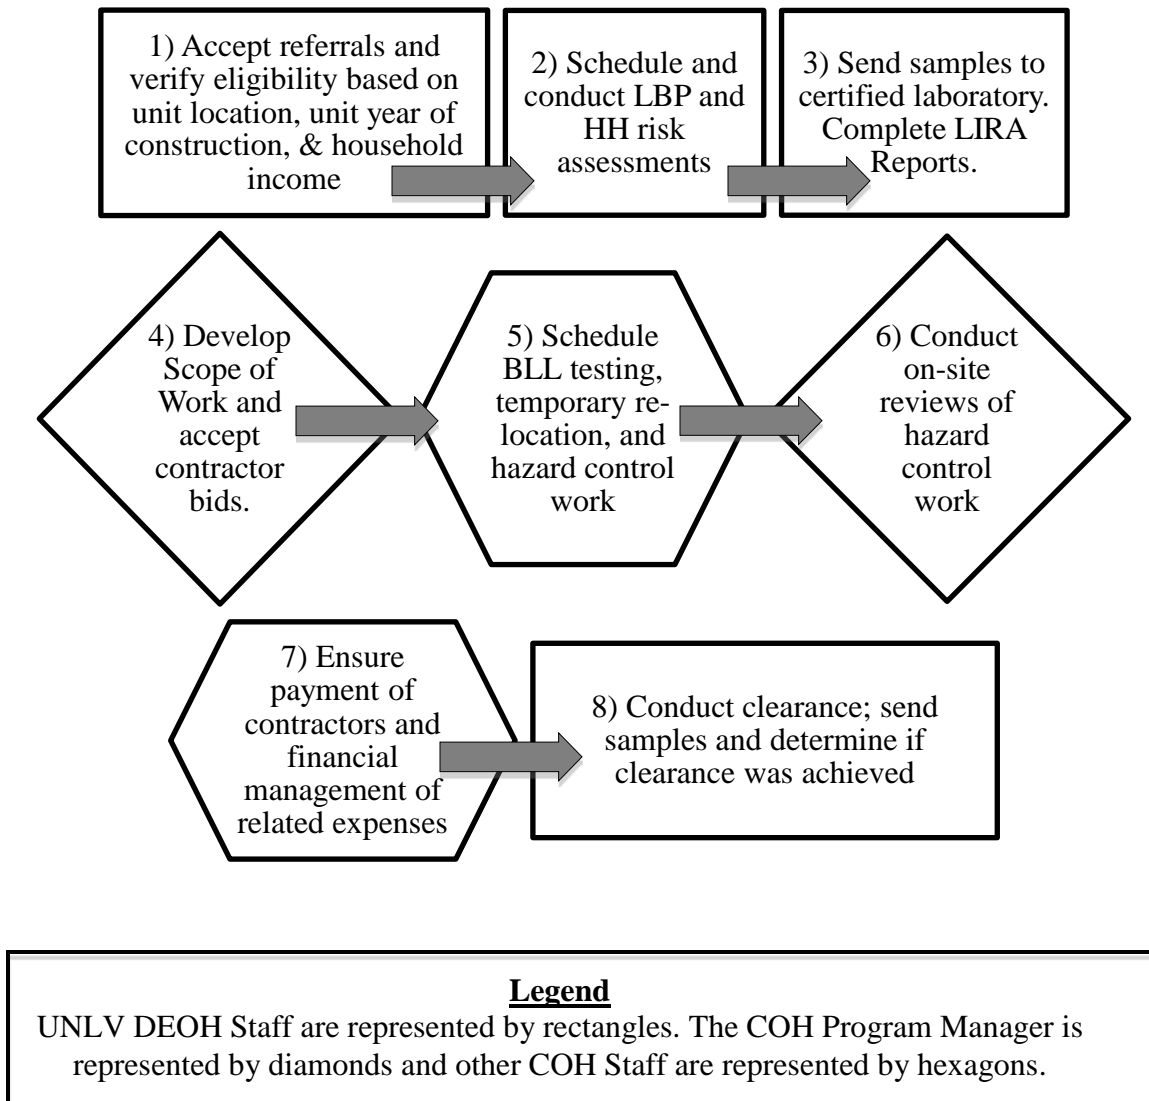 1) Accept referrals and
verify eligibility based on
unit location, unit year of
construction, & household
income
2) Schedule and
conduct LBP and
HH risk
assessments
3) Send samples to
certified laboratory.
Complete LIRA
Reports.
4) Develop
Scope of
Work and
accept
contractor
bids.
5) Schedule
BLL testing,
temporary re-
location, and
hazard control
work
6) Conduct
on-site
reviews of
hazard
control
work
7) Ensure
payment of
contractors and
financial
management of
related expenses
8) Conduct clearance; send
samples and determine if
clearance was achieved
Legend
UNLV DEOH Staff are represented by rectangles. The COH Program Manager is
represented by diamonds and other COH Staff are represented by hexagons.